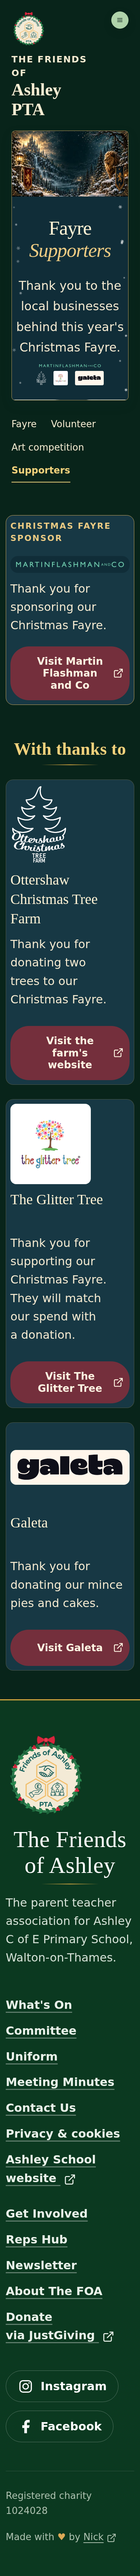 THE FRIENDS
OF
Ashley
PTA
Fayre
Supporters
Thank you to the
local businesses
behind this year's
Christmas Fayre.
MARTINFLASHMANANDCO
galeta
Fayre Volunteer
Art competition
Supporters
CHRISTMAS FAYRE
SPONSOR
MARTINFLASHMANANDCO
Thank you for
sponsoring our
Christmas Fayre.
Visit Martin
Flashman
and Co
With thanks to
Ottershaw
Christmas Tree
TREE
FARM
Ottershaw
Christmas Tree
Farm
Thank you for
donating two
trees to our
Christmas Fayre.
Visit the
farm's
website
the glitter tree
The Glitter Tree
Thank you for
supporting our
Christmas Fayre.
They will match
our spend with
a donation.
Visit The
Glitter Tree
galeta
Galeta
Thank you for
donating our mince
pies and cakes.
Visit Galeta
Friends of Ashley
PTA
The Friends
of Ashley
The parent teacher
association for Ashley
C of E Primary School,
Walton-on-Thames.
What's On
Committee
Uniform
Meeting Minutes
Contact Us
Privacy & cookies
Ashley School
website
Get Involved
Reps Hub
Newsletter
About The FOA
Donate
via JustGiving
Instagram
Facebook
Registered charity
1024028
Made with ♥ by Nick